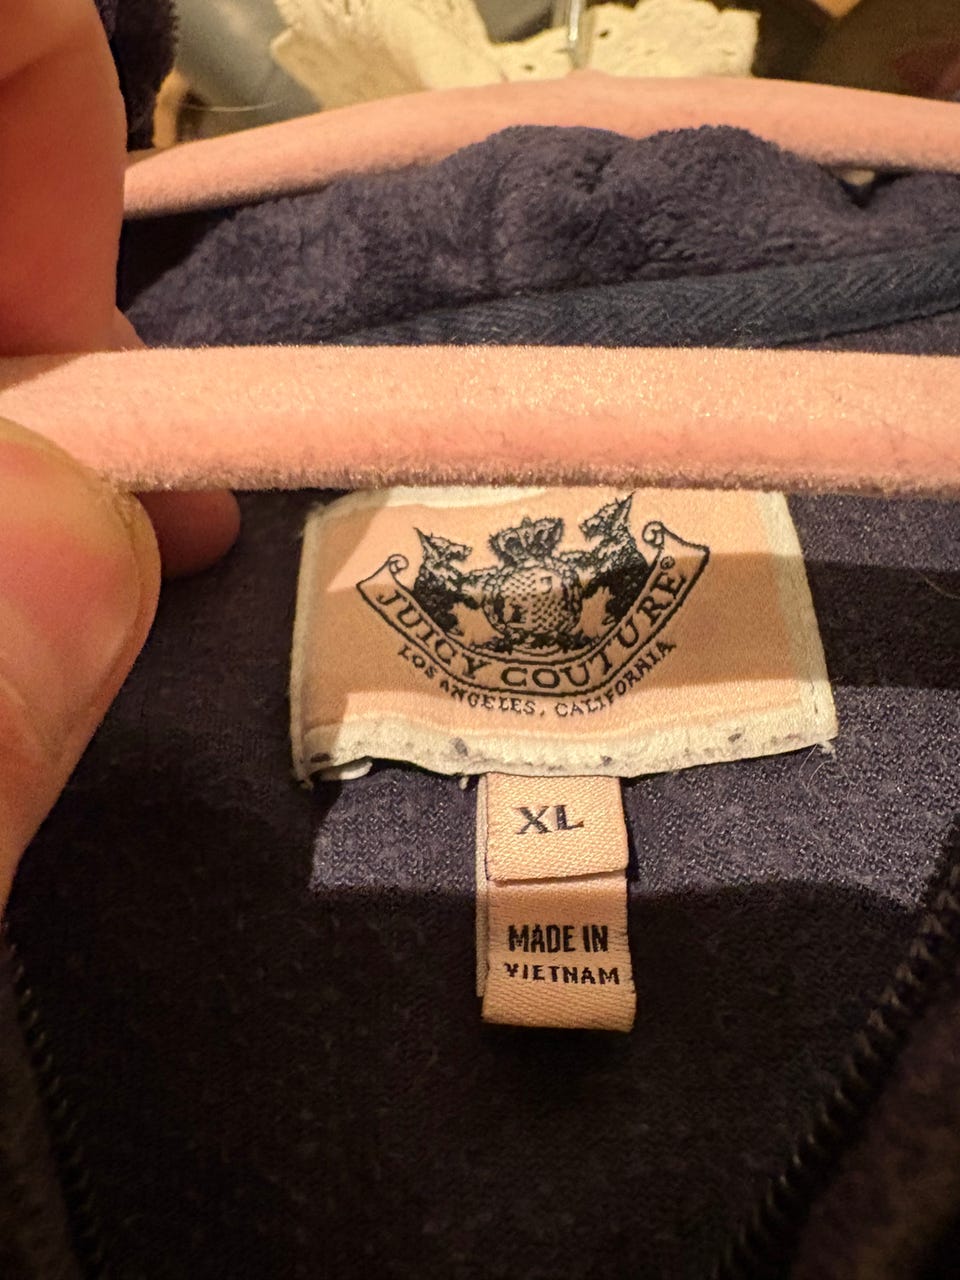 JUICY COUTURE®
LOS ANGELES, CALIFORNIA
XL
MADE IN
VIETNAM